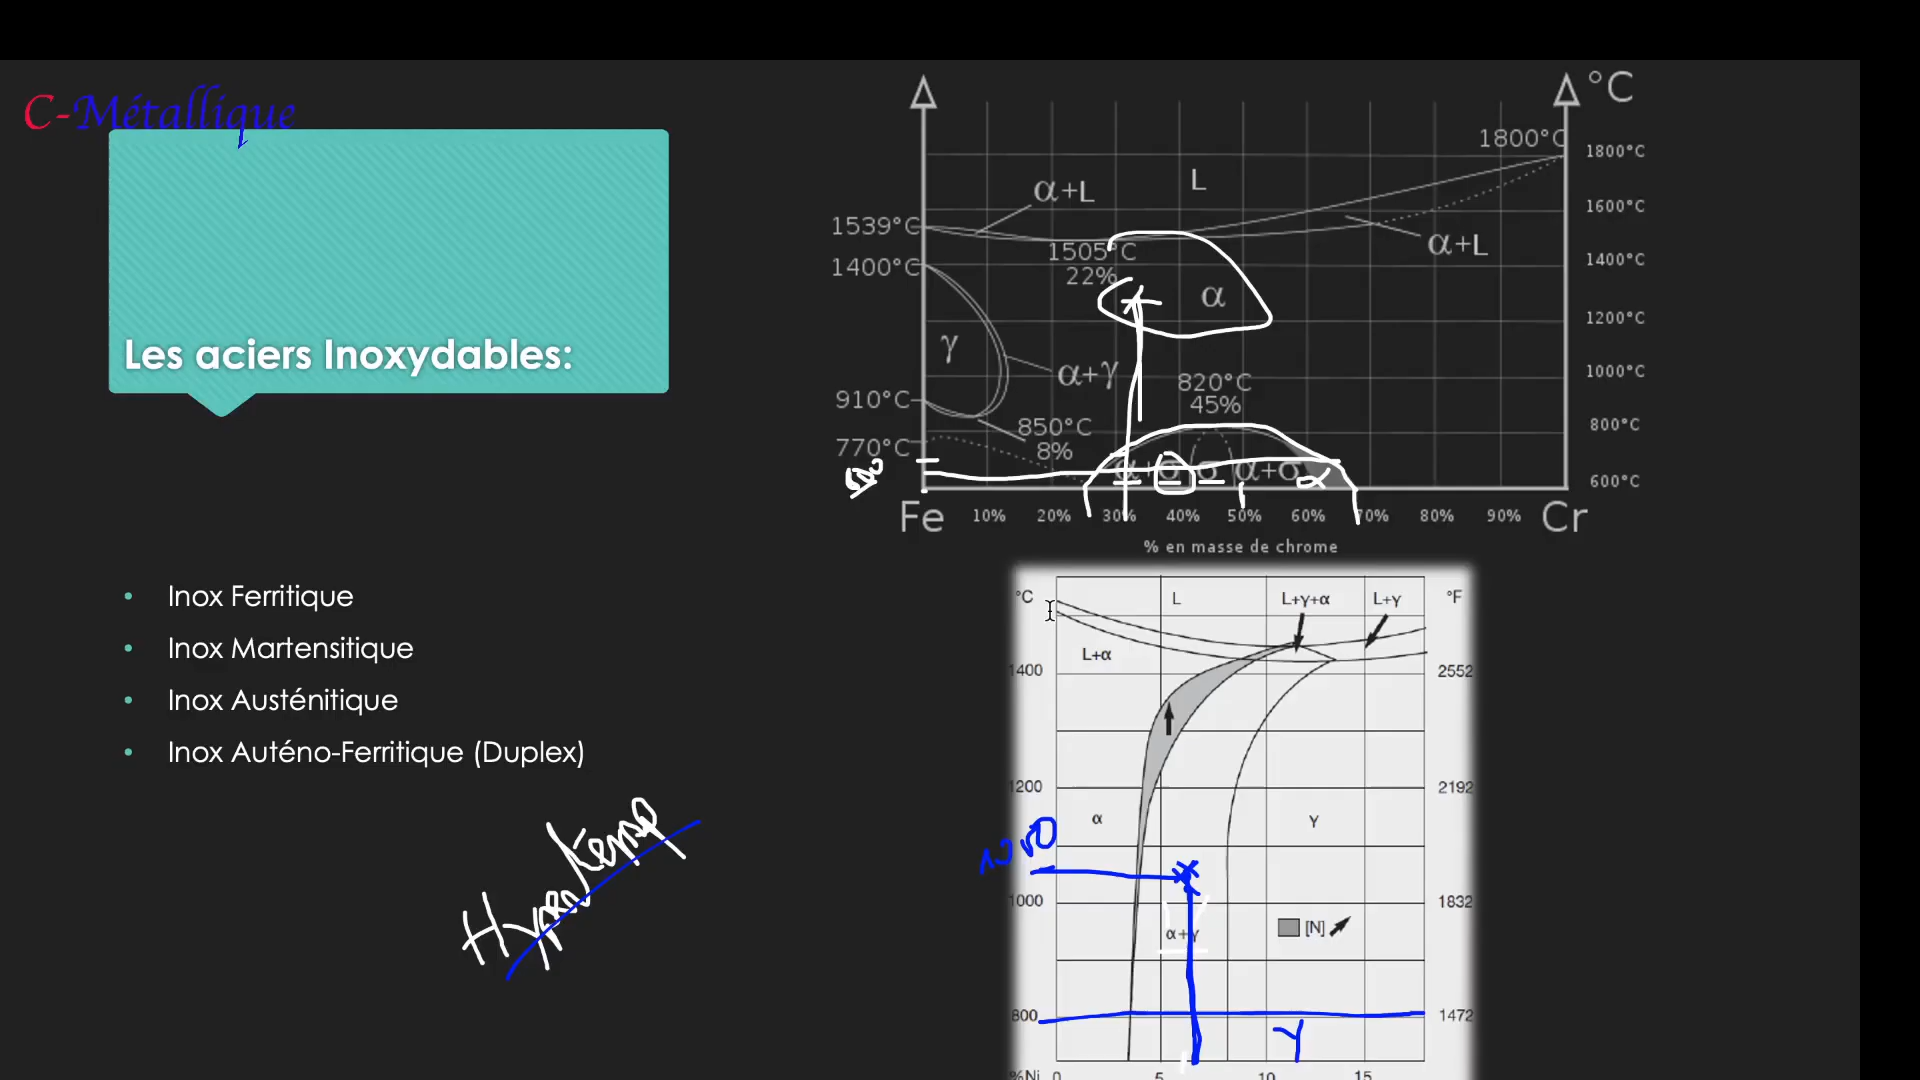 C-Métallique
Les aciers Inoxydables:
• Inox Ferritique
• Inox Martensitique
• Inox Austénitique
• Inox Auténo-Ferritique (Duplex)
°C
1800°C
1800°C
L
α+L
1600°C
1539°C
α+L
1505°C
22%
1400°C
1400°C
α
1200°C
γ
α+γ
1000°C
820°C
45%
910°C
850°C
8%
800°C
770°C
α+σ
σ
α+σ
α
600°C
Fe
10%
20%
30%
40%
50%
60%
70%
80%
90%
Cr
% en masse de chrome
°C
L
L+γ+α
L+γ
°F
L+α
1400
2552
1200
2192
α
γ
1050
1000
1832
α+γ
[N]
800
1472
γ
%Ni
0
5
10
15